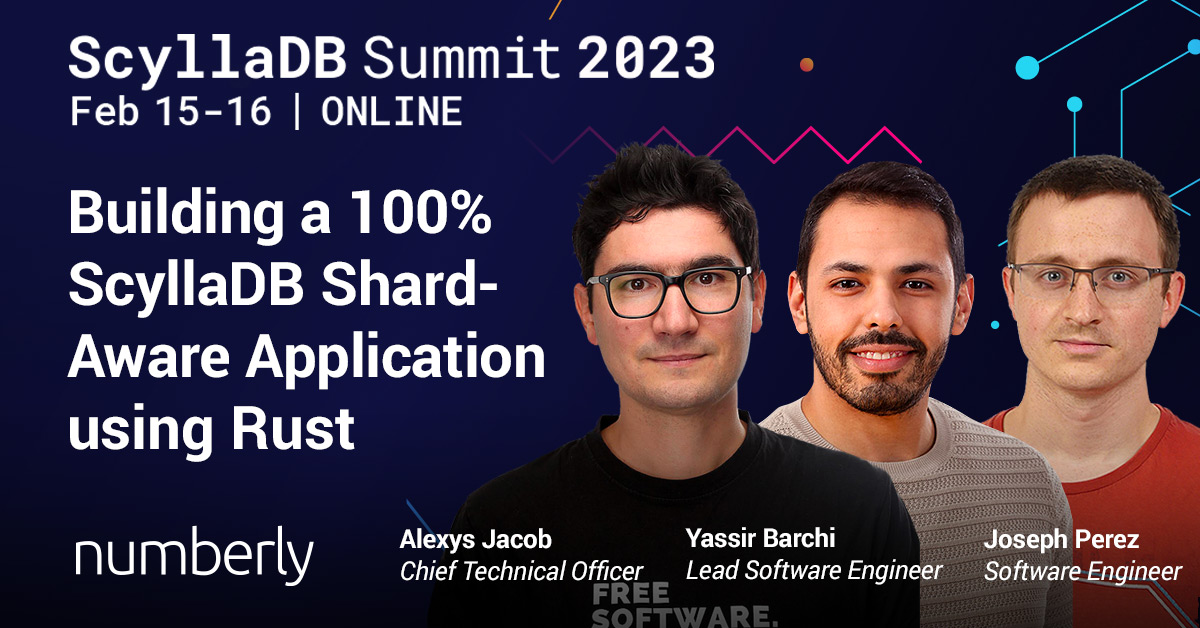 ScyllaDB Summit 2023
Feb 15-16 | ONLINE
Building a 100%
ScyllaDB Shard-
Aware Application
using Rust
numberly
Alexys Jacob
Chief Technical Officer
Yassir Barchi
Lead Software Engineer
Joseph Perez
Software Engineer
FREE
SOFTWARE.